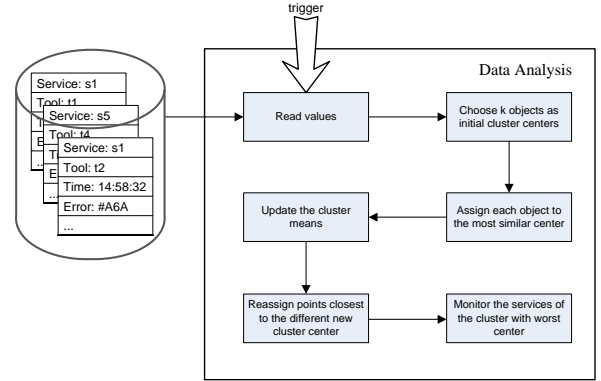 trigger
Data Analysis
Service: s1
Tool: t1
T
E
...
Service: s5
Tool: t4
Ti
E
...
Service: s1
Tool: t2
Time: 14:58:32
Error: #A6A
...
Read values
Choose k objects as
initial cluster centers
Update the cluster
means
Assign each object to
the most similar center
Reassign points closest
to the different new
cluster center
Monitor the services of
the cluster with worst
center